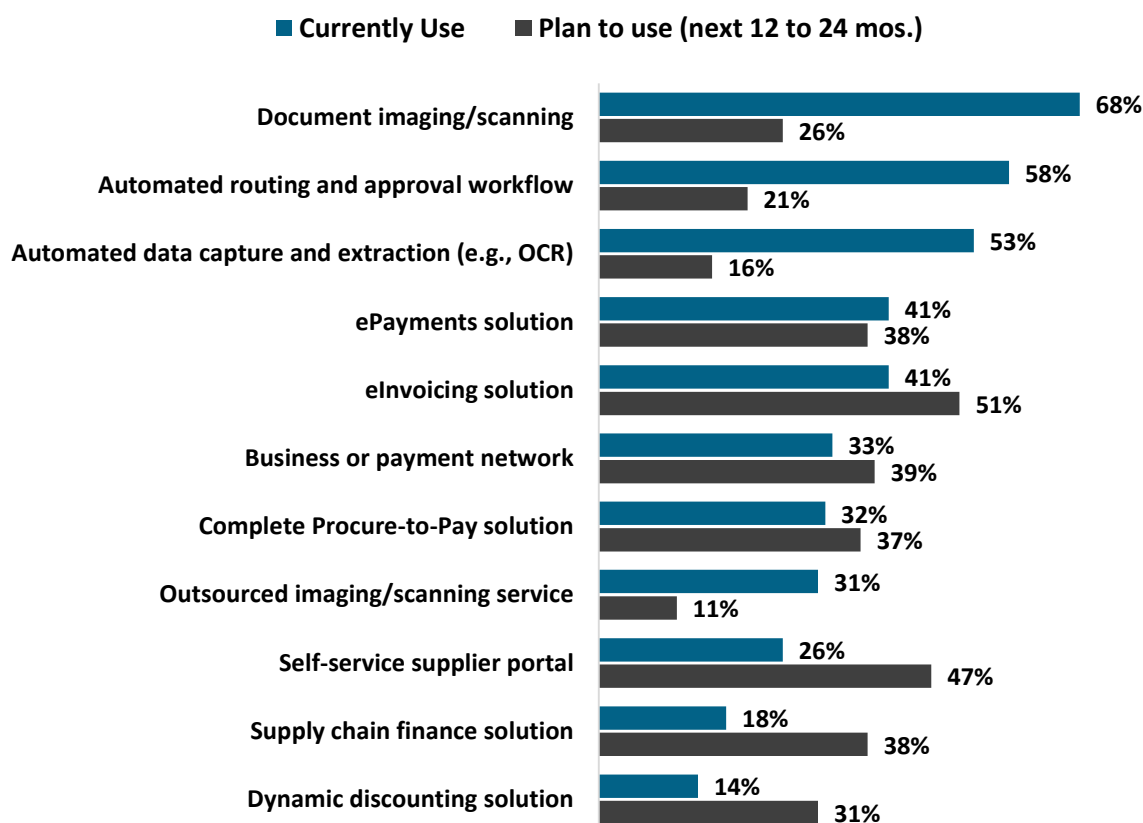 Currently Use Plan to use (next 12 to 24 mos.)
Document imaging/scanning 68%
26%
Automated routing and approval workflow 58%
21%
Automated data capture and extraction (e.g., OCR) 53%
16%
ePayments solution 41%
38%
eInvoicing solution 41%
51%
Business or payment network 33%
39%
Complete Procure-to-Pay solution 32%
37%
Outsourced imaging/scanning service 31%
11%
Self-service supplier portal 26%
47%
Supply chain finance solution 18%
38%
Dynamic discounting solution 14%
31%